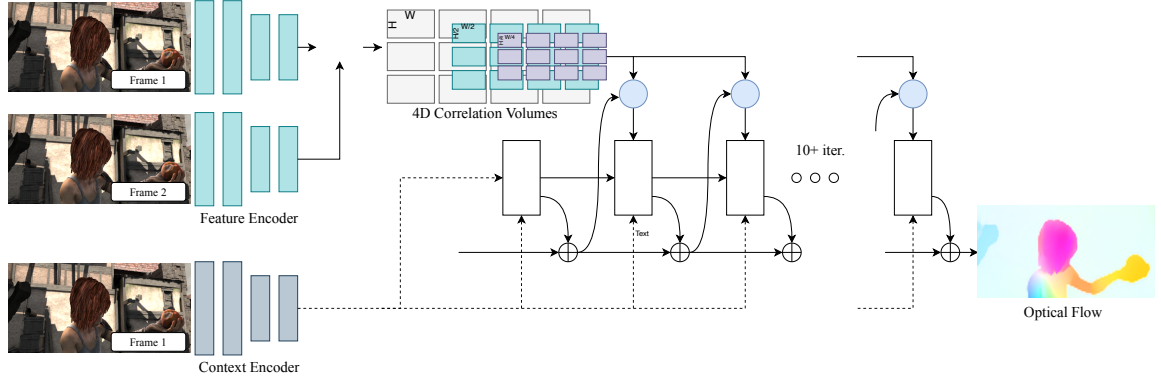 Frame 1
Frame 2
Feature Encoder
Frame 1
Context Encoder
H
W
H/2
W/2
H/4
W/4
4D Correlation Volumes
10+ iter.
Text
Optical Flow